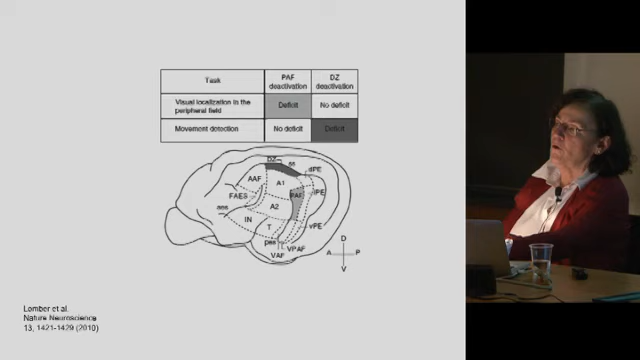 Task
PAF deactivation
DZ deactivation
Visual localization in the peripheral field
Deficit
No deficit
Movement detection
No deficit
Deficit
DZ
ss
dPE
AAF
A1
FAES
PAF
iPE
aes
A2
IN
T
vPE
pes
VPAF
VAF
D
A
P
V
Lomber et al.
Nature Neuroscience
13, 1421-1429 (2010)